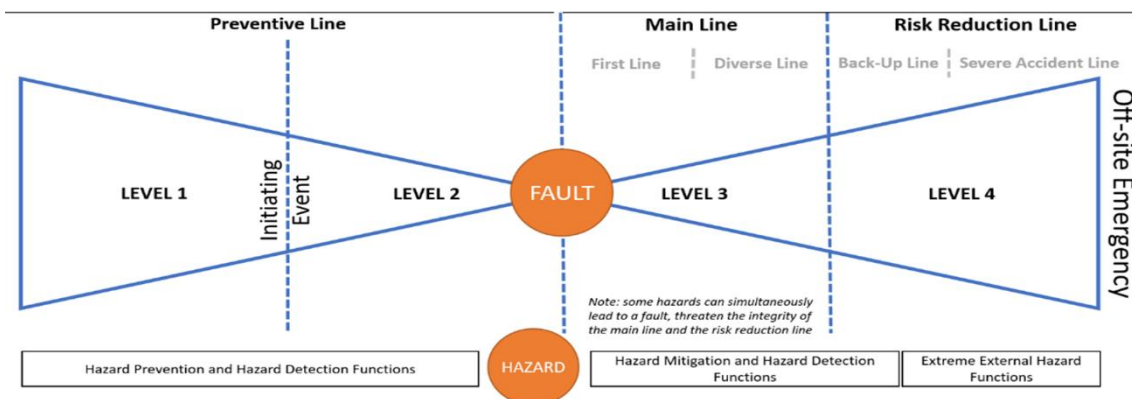 Preventive Line
Main Line
Risk Reduction Line
First Line
Diverse Line
Back-Up Line
Severe Accident Line
LEVEL 1
Initiating
Event
LEVEL 2
FAULT
LEVEL 3
LEVEL 4
Off-site Emergency
Note: some hazards can simultaneously
lead to a fault, threaten the integrity of
the main line and the risk reduction line
Hazard Prevention and Hazard Detection Functions
HAZARD
Hazard Mitigation and Hazard Detection
Functions
Extreme External Hazard
Functions